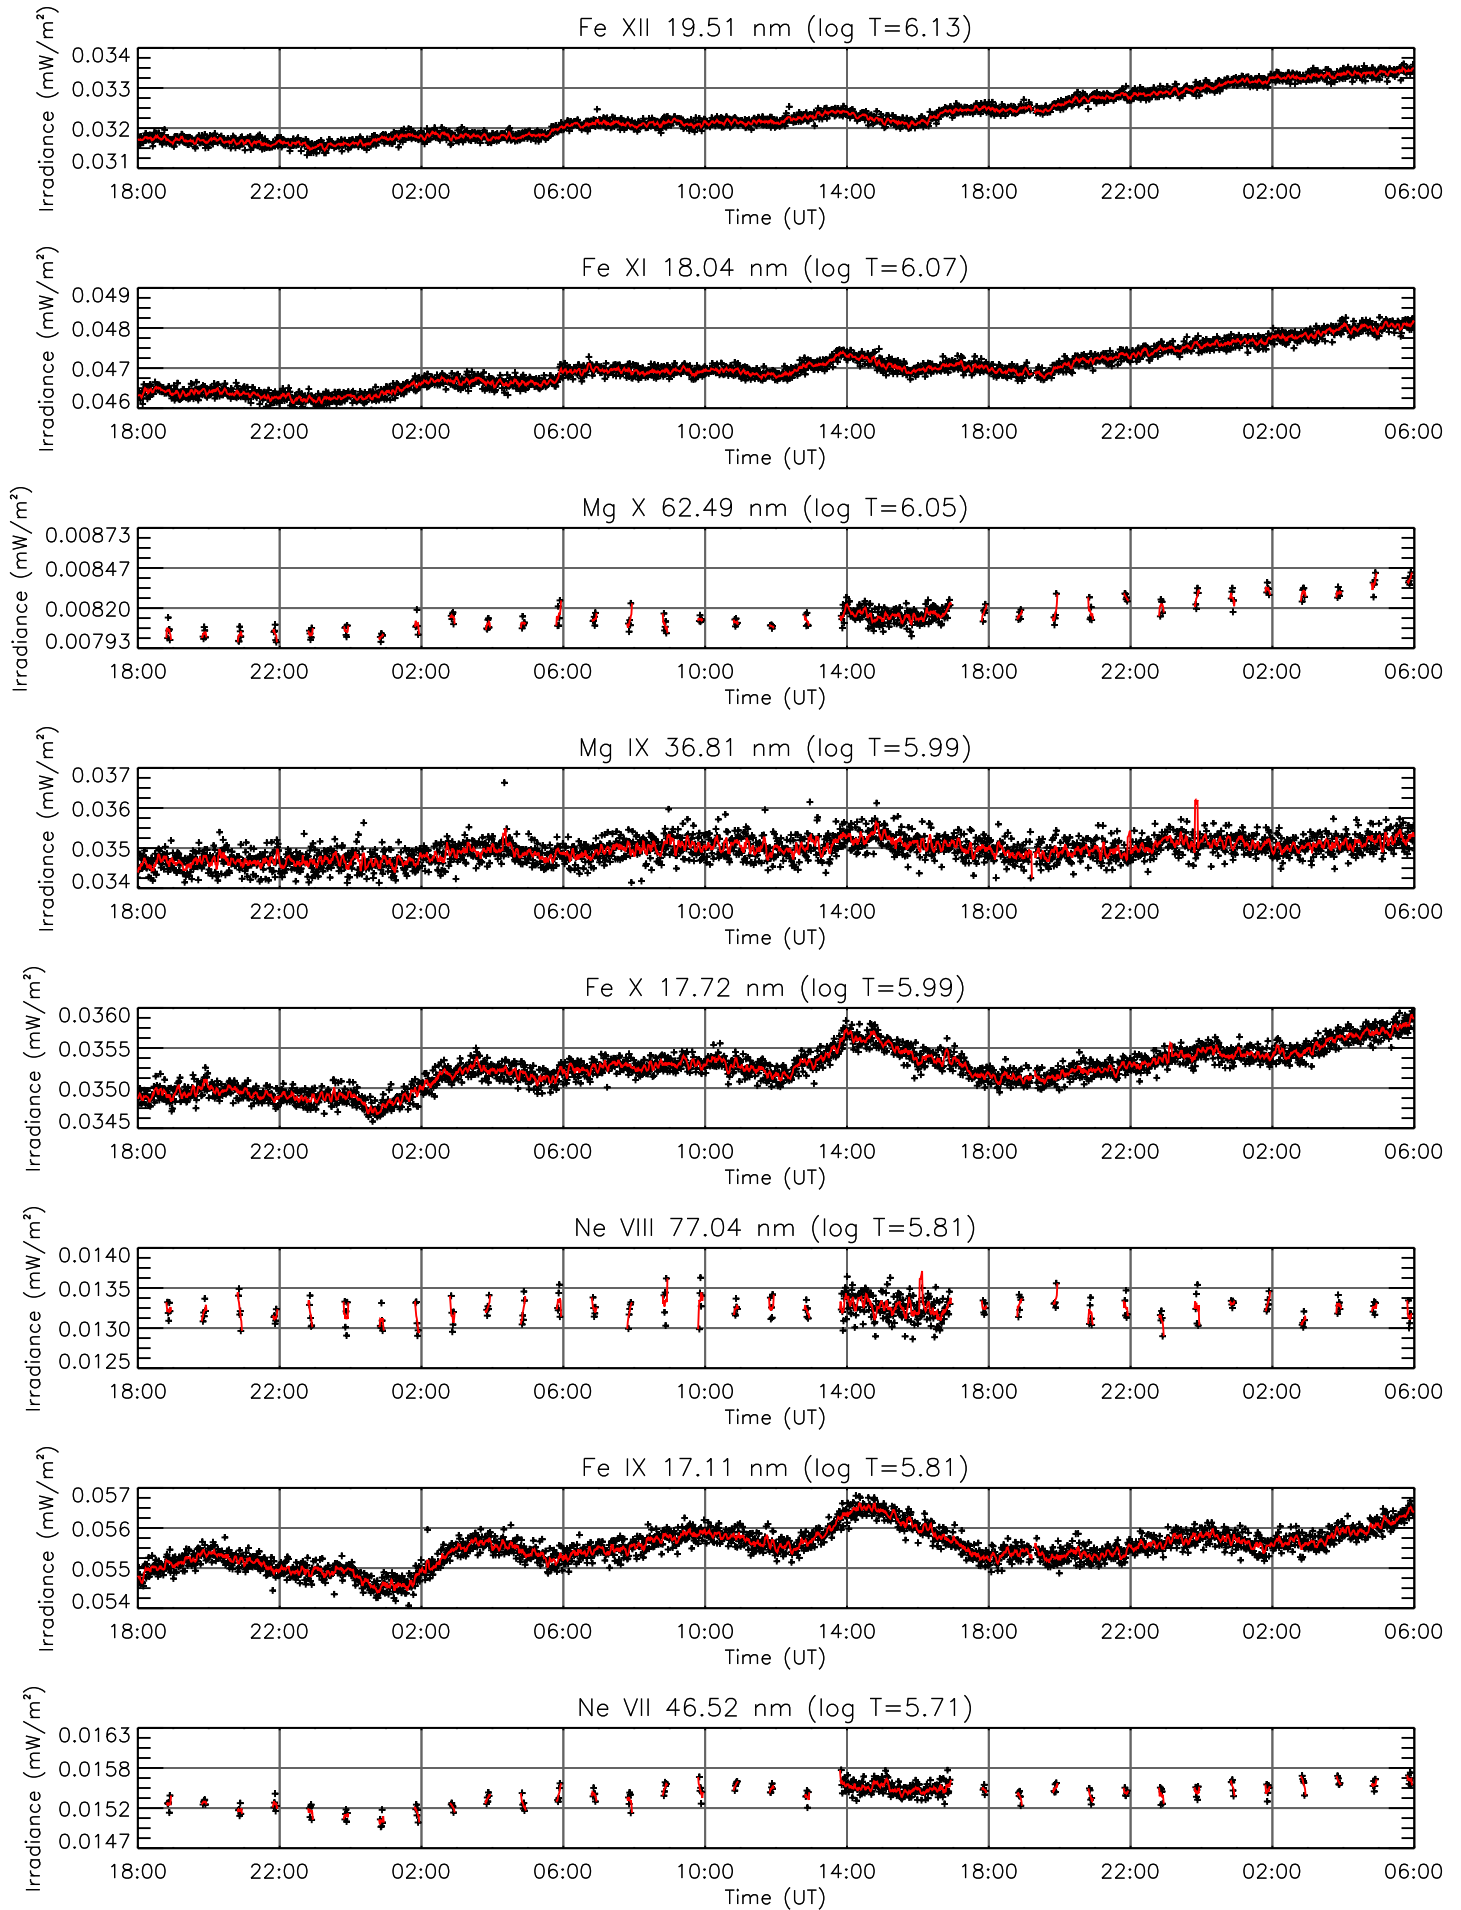 Fe XII 19.51 nm (log T=6.13)
Irradiance (mW/m²)
0.034
0.033
0.032
0.031
18:00 22:00 02:00 06:00 10:00 14:00 18:00 22:00 02:00 06:00
Time (UT)
Fe XI 18.04 nm (log T=6.07)
Irradiance (mW/m²)
0.049
0.048
0.047
0.046
18:00 22:00 02:00 06:00 10:00 14:00 18:00 22:00 02:00 06:00
Time (UT)
Mg X 62.49 nm (log T=6.05)
Irradiance (mW/m²)
0.00873
0.00847
0.00820
0.00793
18:00 22:00 02:00 06:00 10:00 14:00 18:00 22:00 02:00 06:00
Time (UT)
Mg IX 36.81 nm (log T=5.99)
Irradiance (mW/m²)
0.037
0.036
0.035
0.034
18:00 22:00 02:00 06:00 10:00 14:00 18:00 22:00 02:00 06:00
Time (UT)
Fe X 17.72 nm (log T=5.99)
Irradiance (mW/m²)
0.0360
0.0355
0.0350
0.0345
18:00 22:00 02:00 06:00 10:00 14:00 18:00 22:00 02:00 06:00
Time (UT)
Ne VIII 77.04 nm (log T=5.81)
Irradiance (mW/m²)
0.0140
0.0135
0.0130
0.0125
18:00 22:00 02:00 06:00 10:00 14:00 18:00 22:00 02:00 06:00
Time (UT)
Fe IX 17.11 nm (log T=5.81)
Irradiance (mW/m²)
0.057
0.056
0.055
0.054
18:00 22:00 02:00 06:00 10:00 14:00 18:00 22:00 02:00 06:00
Time (UT)
Ne VII 46.52 nm (log T=5.71)
Irradiance (mW/m²)
0.0163
0.0158
0.0152
0.0147
18:00 22:00 02:00 06:00 10:00 14:00 18:00 22:00 02:00 06:00
Time (UT)